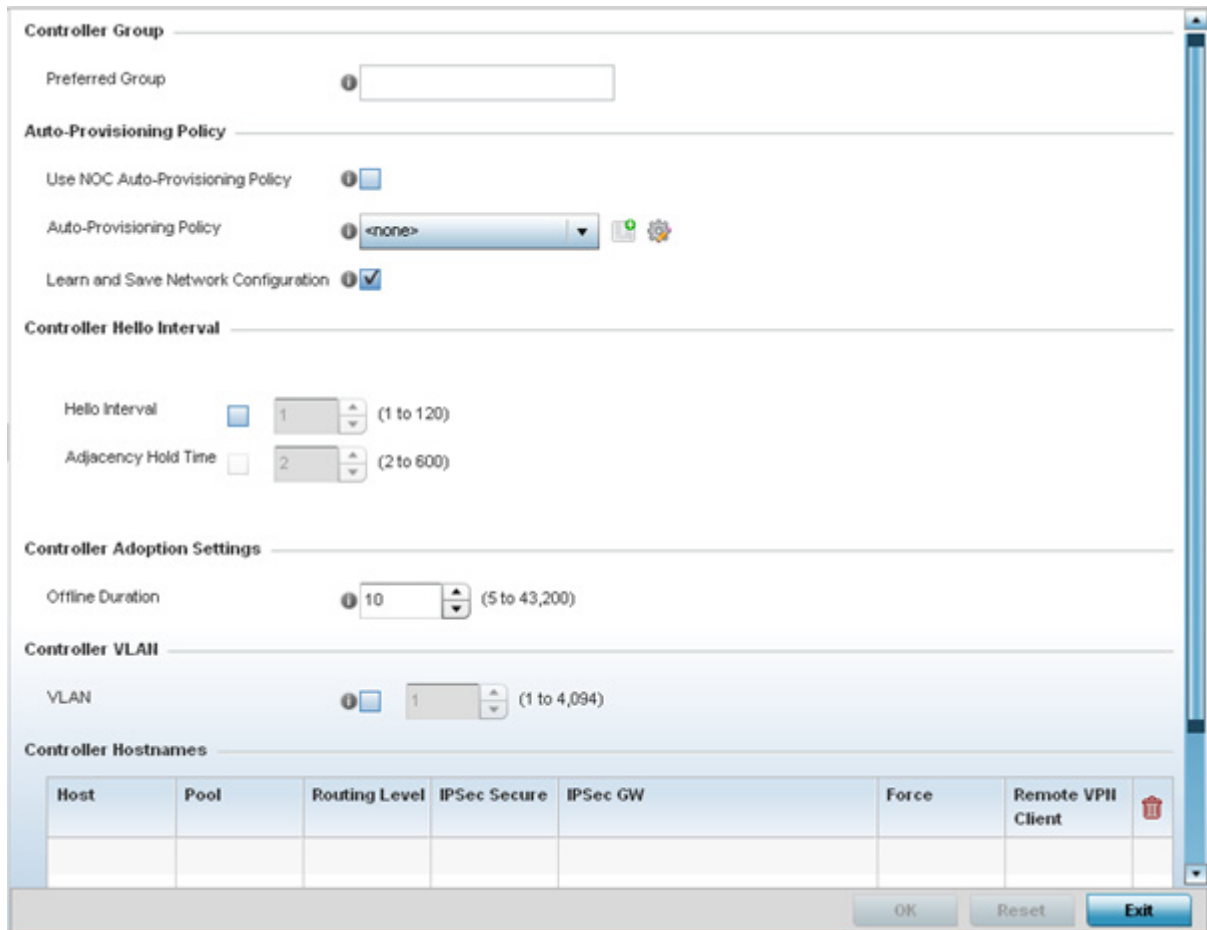 Controller Group
Preferred Group
Auto-Provisioning Policy
Use NOC Auto-Provisioning Policy
Auto-Provisioning Policy <none>
Learn and Save Network Configuration
Controller Hello Interval
Hello Interval 1 (1 to 120)
Adjacency Hold Time 2 (2 to 600)
Controller Adoption Settings
Offline Duration 10 (5 to 43,200)
Controller VLAN
VLAN 1 (1 to 4,094)
Controller Hostnames
Host Pool Routing Level IPSec Secure IPSec GW Force Remote VPN
Client
OK Reset Exit